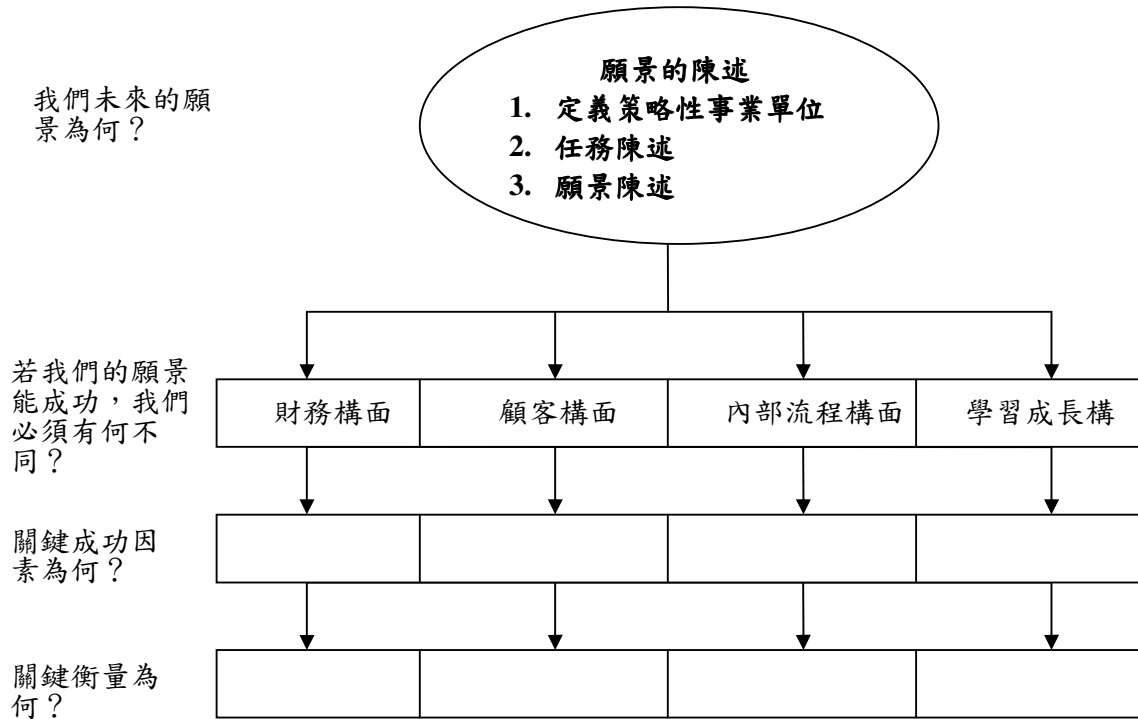 願景的陳述
1. 定義策略性事業單位
2. 任務陳述
3. 願景陳述
我們未來的願
景為何？
若我們的願景
能成功，我們
必須有何不
同？
財務構面
顧客構面
內部流程構面
學習成長構
關鍵成功因
素為何？
關鍵衡量為
何？